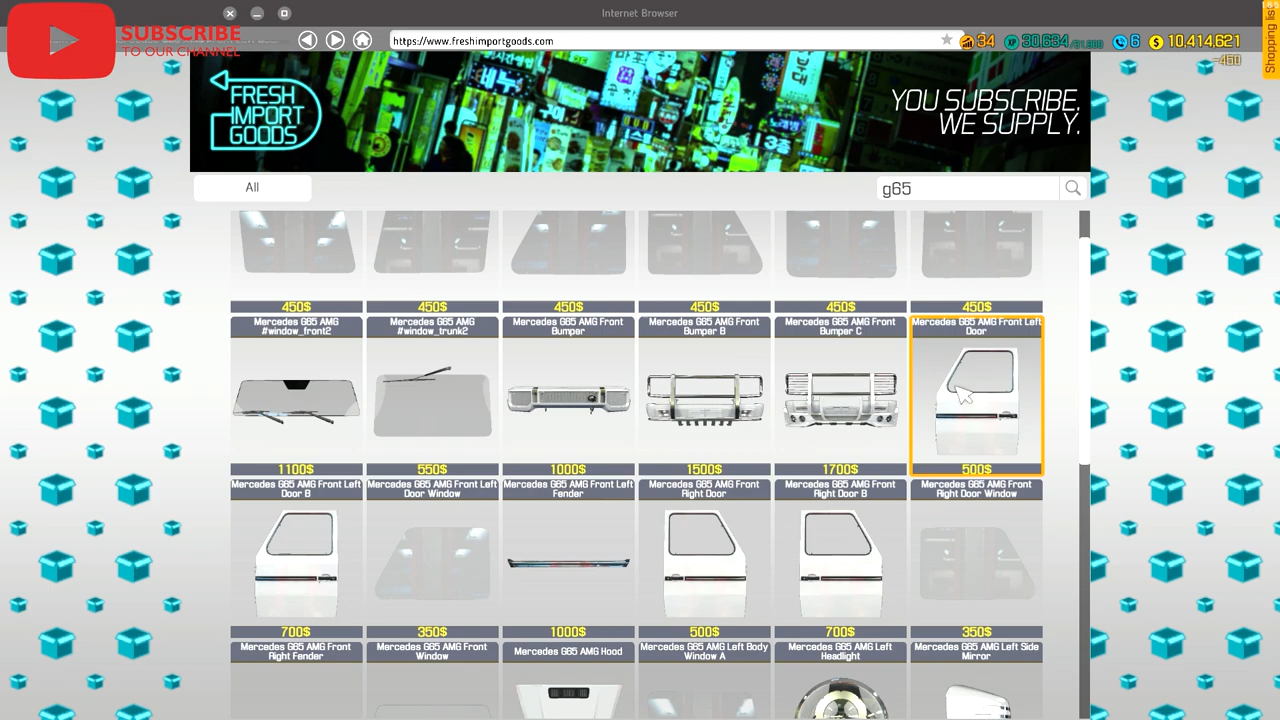 Internet Browser
SUBSCRIBE
TO OUR CHANNEL
https://www.freshimportgoods.com
34
30,634
6
10,414,621
-450
Shopping list
FRESH
IMPORT
GOODS
YOU SUBSCRIBE.
WE SUPPLY.
All
g65
450$
450$
450$
450$
450$
450$
Mercedes G65 AMG
#window_front2
Mercedes G65 AMG
#window_trunk2
Mercedes G65 AMG Front
Bumper
Mercedes G65 AMG Front
Bumper B
Mercedes G65 AMG Front
Bumper C
Mercedes G65 AMG Front Left
Door
1100$
550$
1000$
1500$
1700$
500$
Mercedes G65 AMG Front Left
Door B
Mercedes G65 AMG Front Left
Door Window
Mercedes G65 AMG Front Left
Fender
Mercedes G65 AMG Front
Right Door
Mercedes G65 AMG Front
Right Door B
Mercedes G65 AMG Front
Right Door Window
700$
350$
1000$
500$
700$
350$
Mercedes G65 AMG Front
Right Fender
Mercedes G65 AMG Front
Window
Mercedes G65 AMG Hood
Mercedes G65 AMG Left Body
Window A
Mercedes G65 AMG Left
Headlight
Mercedes G65 AMG Left Side
Mirror